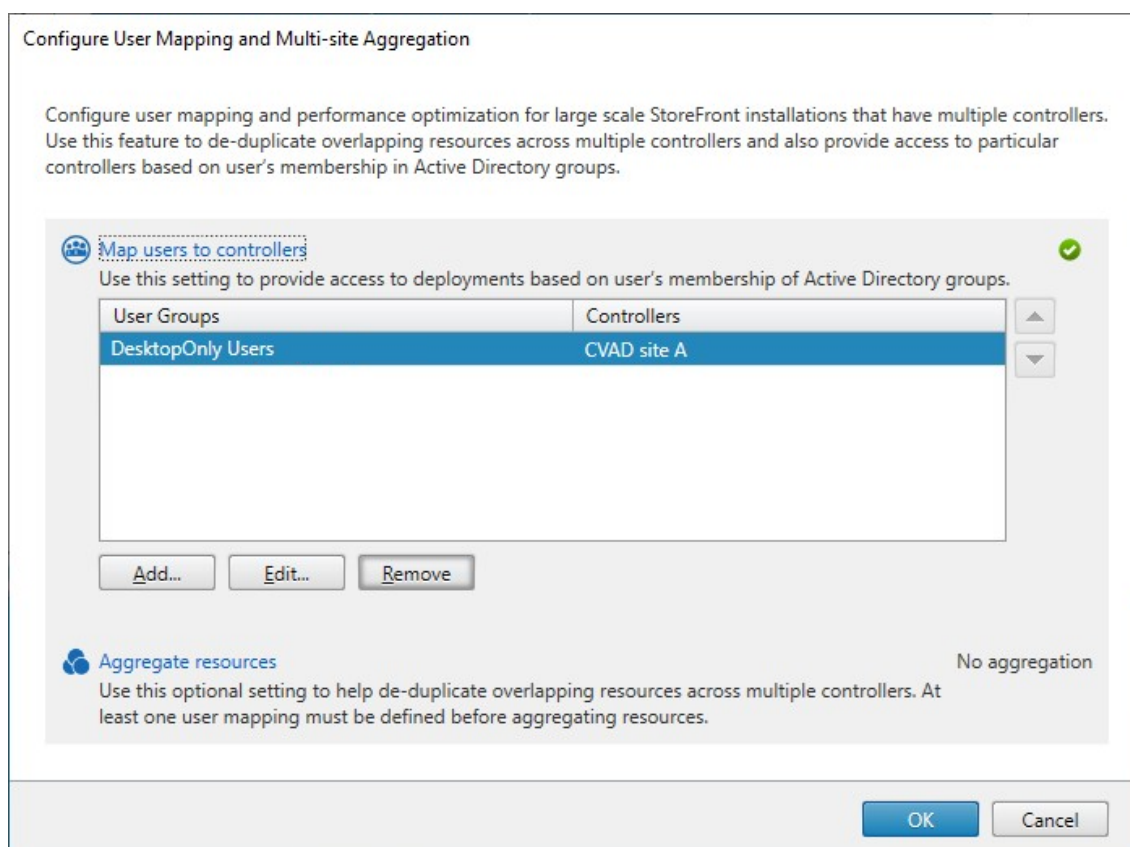 Configure User Mapping and Multi-site Aggregation
Configure user mapping and performance optimization for large scale StoreFront installations that have multiple controllers.
Use this feature to de-duplicate overlapping resources across multiple controllers and also provide access to particular
controllers based on user's membership in Active Directory groups.
Map users to controllers
Use this setting to provide access to deployments based on user's membership of Active Directory groups.
User Groups Controllers
DesktopOnly Users CVAD site A
Add... Edit... Remove
Aggregate resources No aggregation
Use this optional setting to help de-duplicate overlapping resources across multiple controllers. At
least one user mapping must be defined before aggregating resources.
OK Cancel